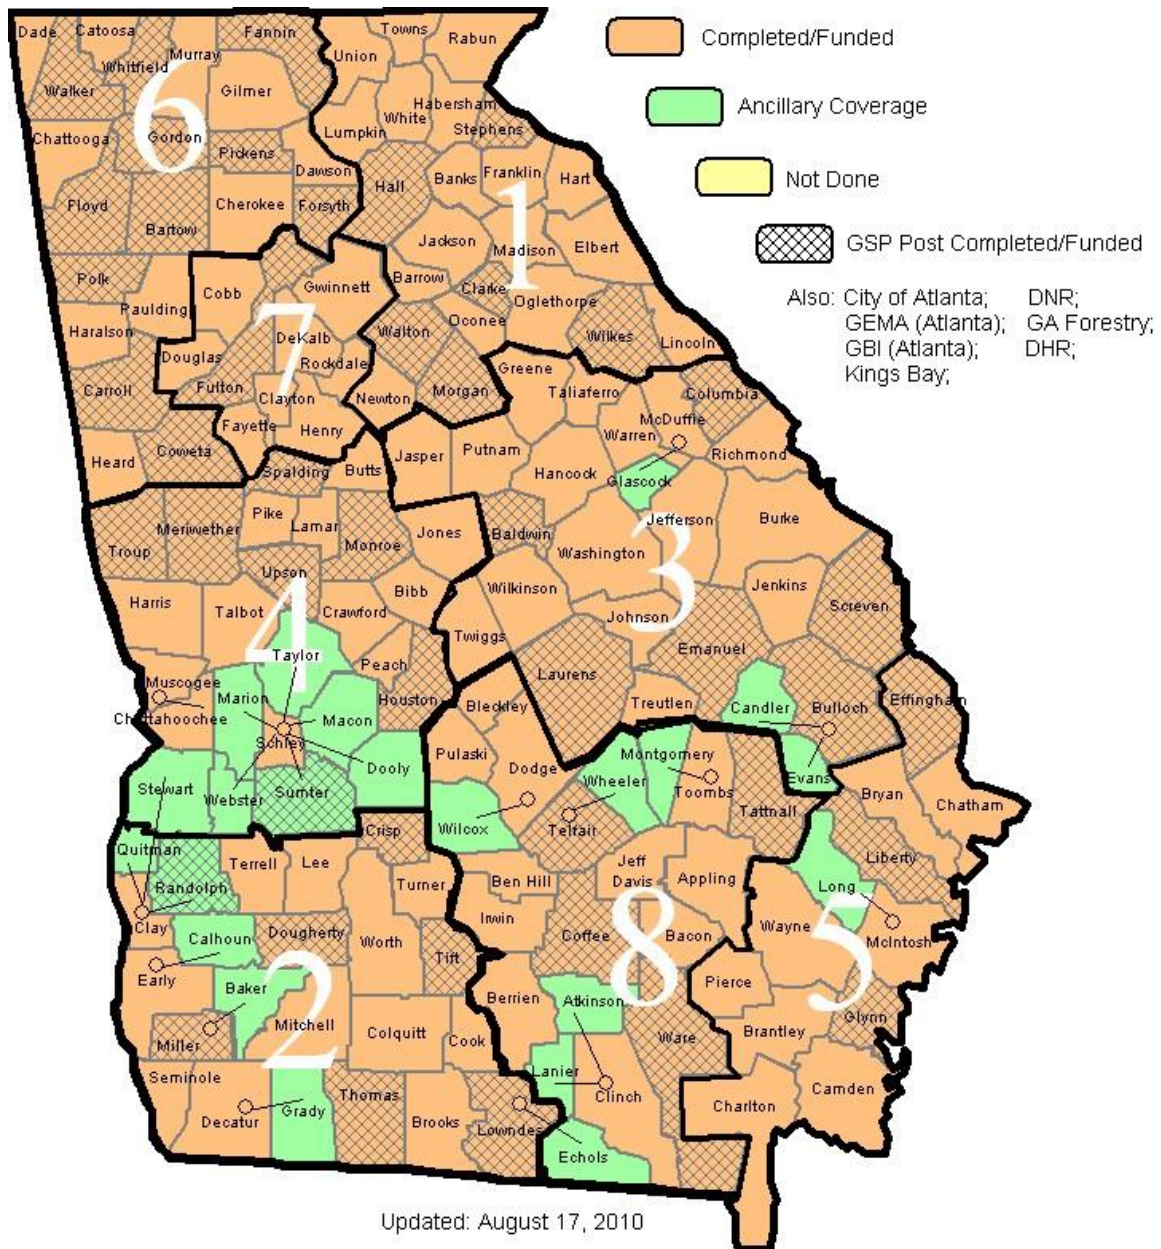 Completed/Funded
Ancillary Coverage
Not Done
GSP Post Completed/Funded
Also: City of Atlanta; DNR;
GEMA (Atlanta); GA Forestry;
GBI (Atlanta); DHR;
Kings Bay;
Dade
Catoosa
Whitfield
Murray
Fannin
Walker
Gilmer
Chattooga
Gordon
Pickens
Dawson
Floyd
Bartow
Cherokee
Forsyth
Polk
Paulding
Haralson
Carroll
Heard
Coweta
6
Union
Towns
Rabun
Lumpkin
White
Habersham
Stephens
Hall
Banks
Franklin
Hart
Jackson
Madison
Elbert
Barrow
Clarke
Oconee
Oglethorpe
Walton
Wilkes
Lincoln
Morgan
Newton
1
Cobb
Gwinnett
DeKalb
Douglas
Rockdale
Fulton
Clayton
Fayette
Henry
7
Greene
Taliaferro
Columbia
McDuffie
Warren
Richmond
Jasper
Putnam
Hancock
Glascock
Jefferson
Burke
Baldwin
Washington
Wilkinson
Jenkins
Screven
Johnson
Twiggs
Emanuel
Laurens
Treutlen
Candler
Bulloch
Evans
3
Spalding
Butts
Troup
Meriwether
Pike
Lamar
Monroe
Jones
Upson
Harris
Talbot
Crawford
Bibb
Taylor
Peach
Muscogee
Chattahoochee
Marion
Macon
Houston
Schley
Dooly
Stewart
Webster
Sumter
4
Quitman
Randolph
Terrell
Lee
Crisp
Turner
Clay
Calhoun
Dougherty
Worth
Tift
Early
Baker
Miller
Mitchell
Colquitt
Cook
Seminole
Decatur
Grady
Thomas
Brooks
Lowndes
2
Bleckley
Pulaski
Dodge
Wheeler
Montgomery
Toombs
Tattnall
Wilcox
Telfair
Ben Hill
Jeff
Davis
Appling
Irwin
Coffee
Bacon
Berrien
Atkinson
Ware
Lanier
Clinch
Echols
8
Effingham
Bryan
Chatham
Liberty
Long
Wayne
McIntosh
Pierce
Glynn
Brantley
Charlton
Camden
5
Updated: August 17, 2010